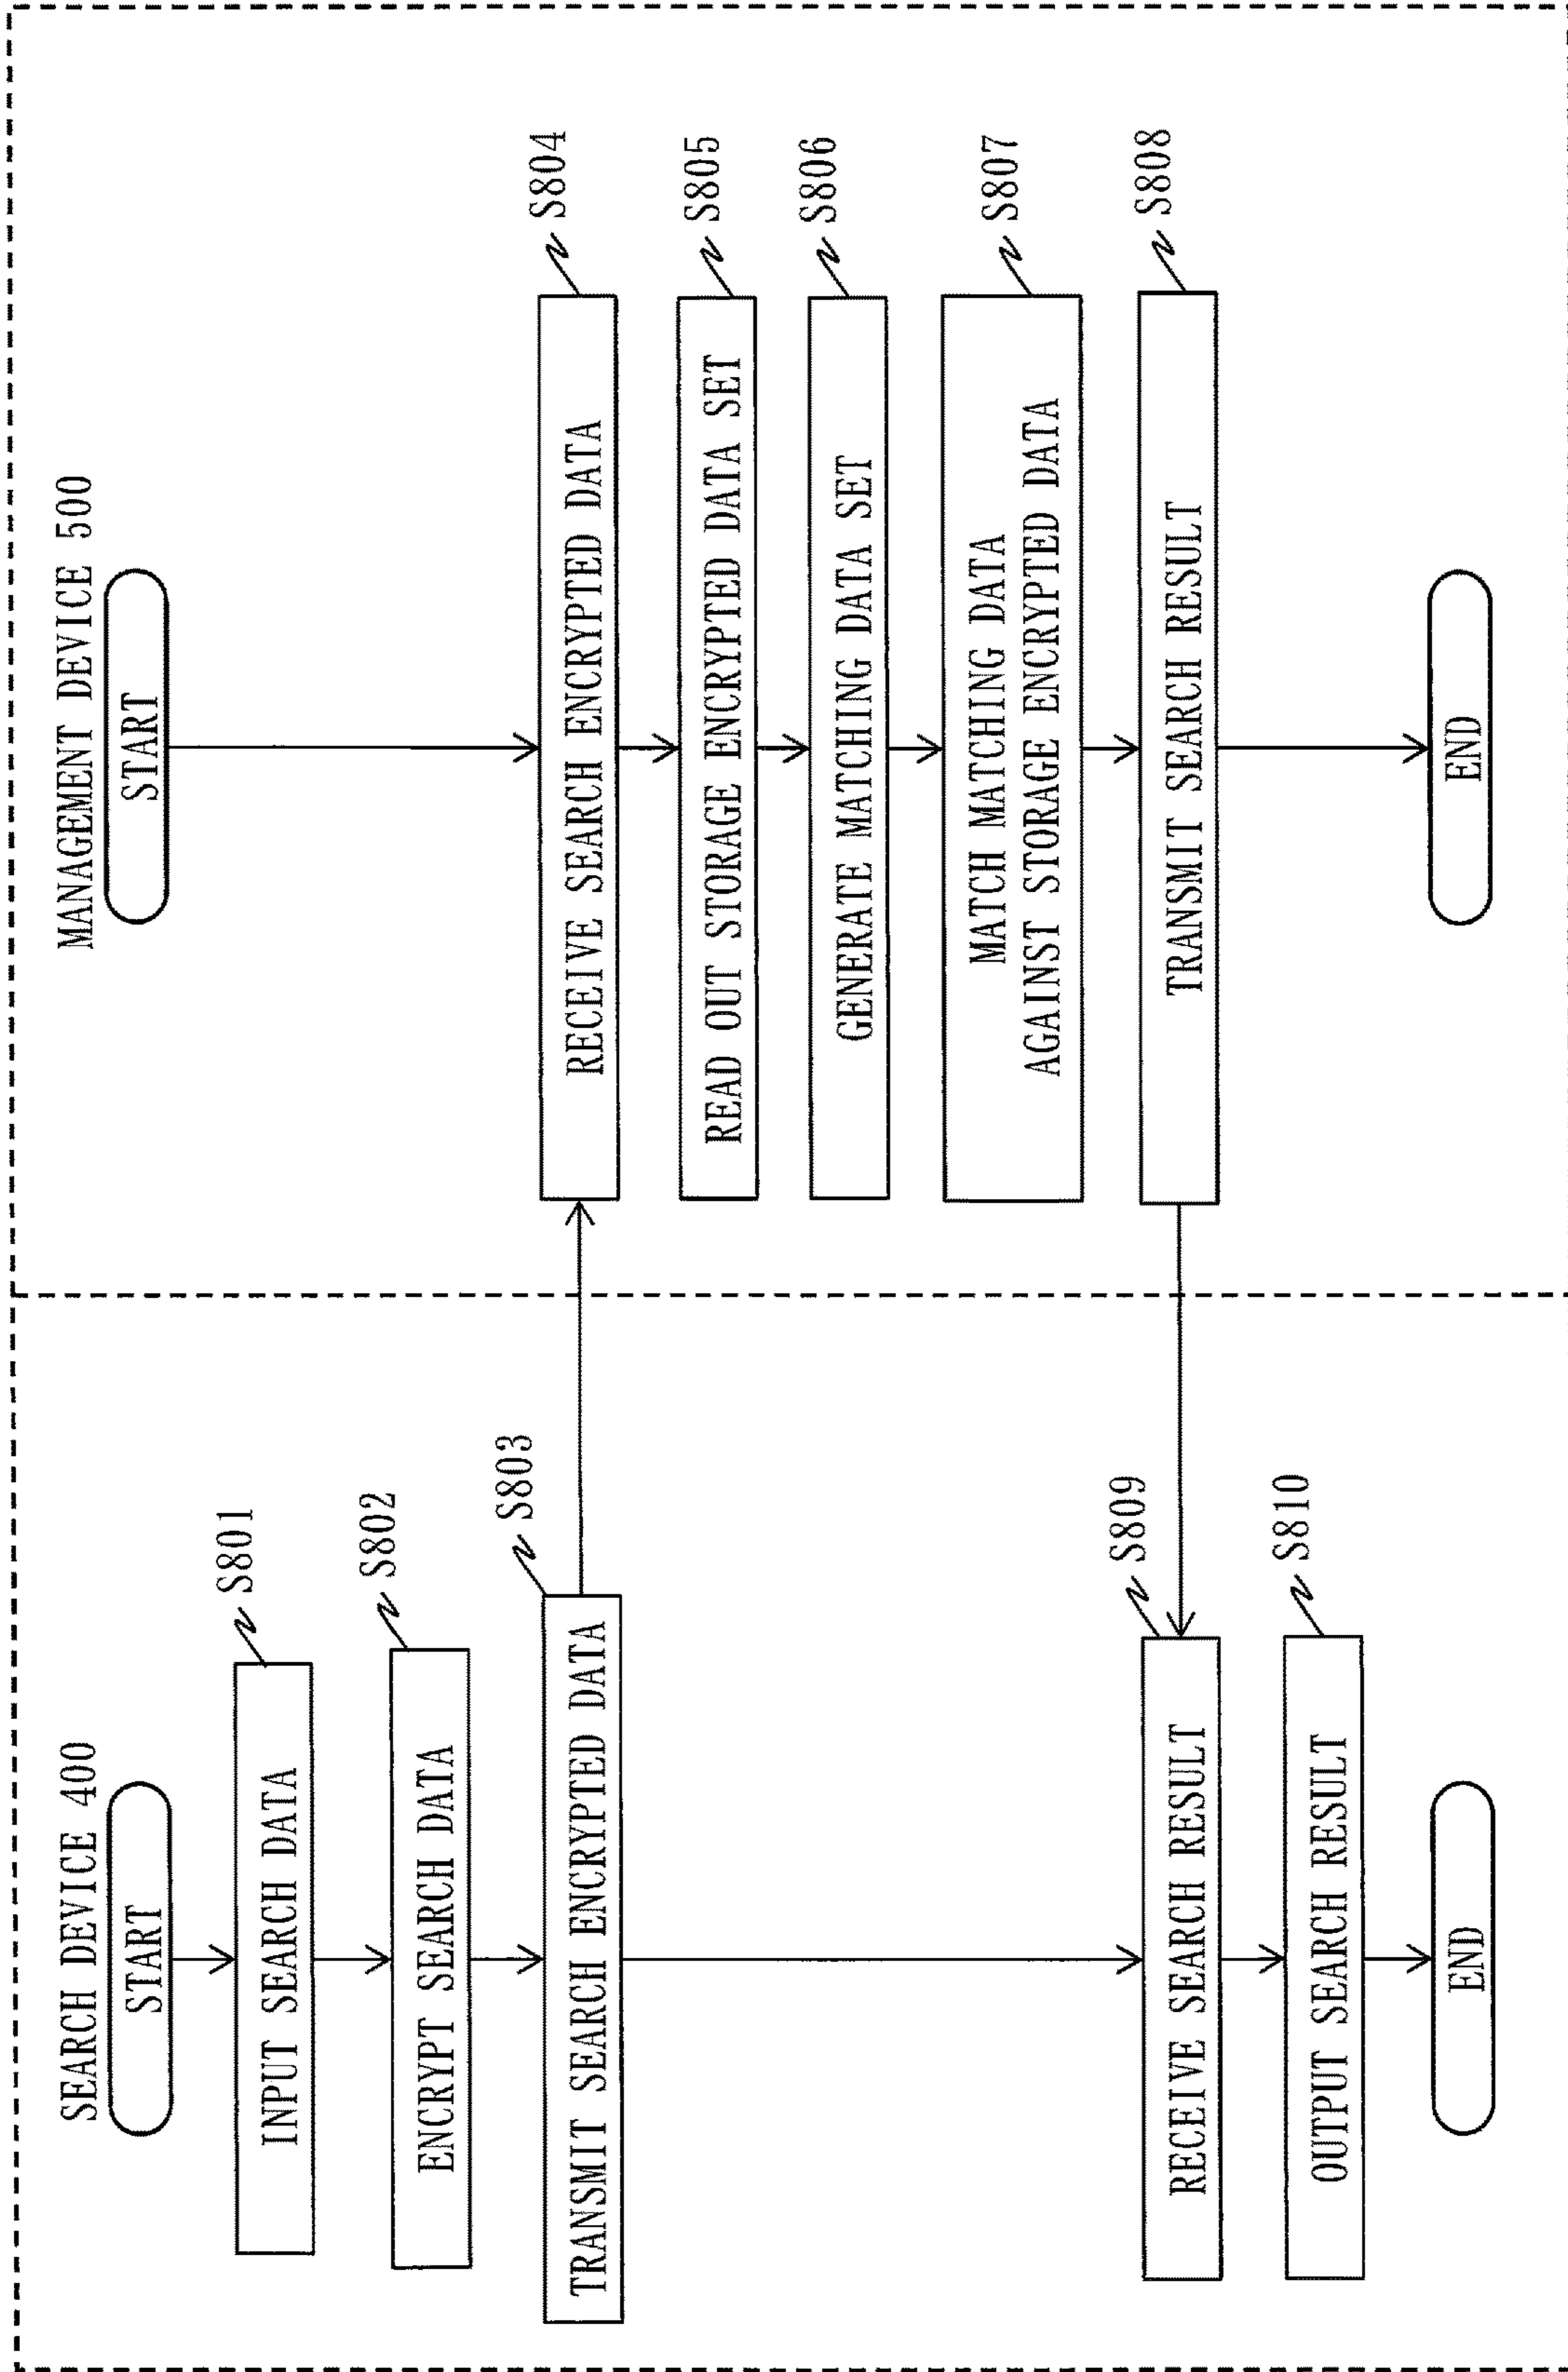 SEARCH DEVICE 400
START
INPUT SEARCH DATA
S801
ENCRYPT SEARCH DATA
S802
TRANSMIT SEARCH ENCRYPTED DATA
S803
RECEIVE SEARCH RESULT
S809
OUTPUT SEARCH RESULT
S810
END
MANAGEMENT DEVICE 500
START
RECEIVE SEARCH ENCRYPTED DATA
S804
READ OUT STORAGE ENCRYPTED DATA SET
S805
GENERATE MATCHING DATA SET
S806
MATCH MATCHING DATA
AGAINST STORAGE ENCRYPTED DATA
S807
TRANSMIT SEARCH RESULT
S808
END